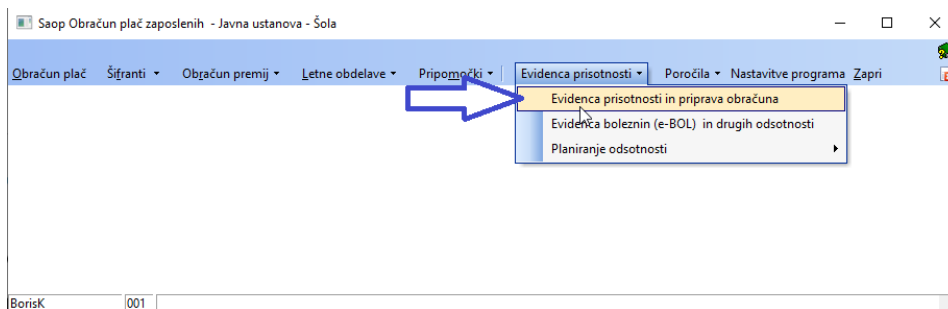 Saop Obračun plač zaposlenih - Javna ustanova - Šola
Obračun plač Šifranti Obračun premij Letne obdelave Pripomočki Evidenca prisotnosti Poročila Nastavitve programa Zapri
Evidenca prisotnosti in priprava obračuna
Evidenca boleznin (e-BOL) in drugih odsotnosti
Planiranje odsotnosti
BorisK 001